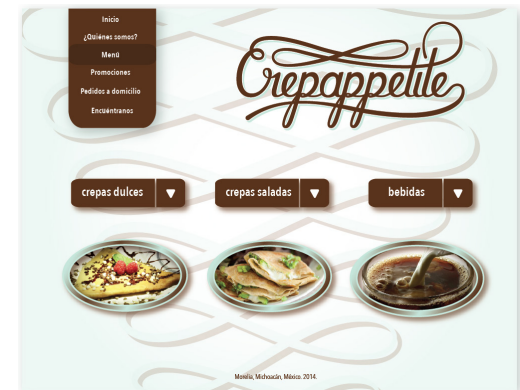 Inicio
¿Quiénes somos?
Menú
Promociones
Pedidos a domicilio
Encuéntranos
Crepappetite
crepas dulces
crepas saladas
bebidas
Morelia, Michoacán, México. 2014.